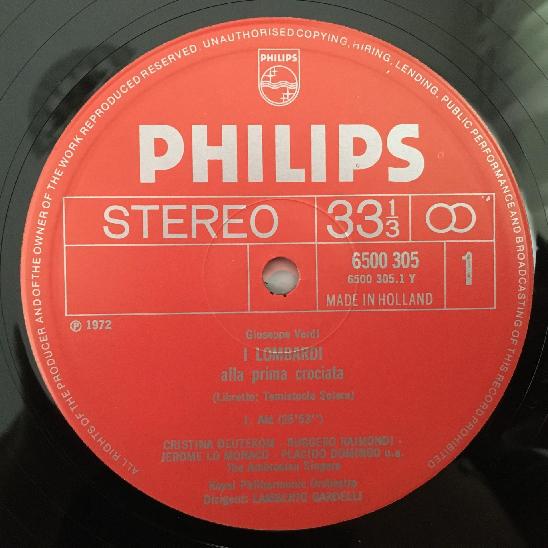 ALL RIGHTS OF THE PRODUCER AND OF THE OWNER OF THE WORK REPRODUCED RESERVED. UNAUTHORISED COPYING, HIRING, LENDING, PUBLIC PERFORMANCE AND BROADCASTING OF THIS RECORD PROHIBITED
PHILIPS
PHILIPS
STEREO 33⅓
6500 305
6500 305.1 Y
1
MADE IN HOLLAND
℗ 1972
Giuseppe Verdi
I LOMBARDI
alla prima crociata
(Libretto: Temistocle Solera)
1. Akt (25'53'')
CRISTINA DEUTEKOM - RUGGERO RAIMONDI -
JEROME LO MONACO - PLACIDO DOMINGO u.a.
The Ambrosian Singers
Royal Philharmonic Orchestra
Dirigent: LAMBERTO GARDELLI